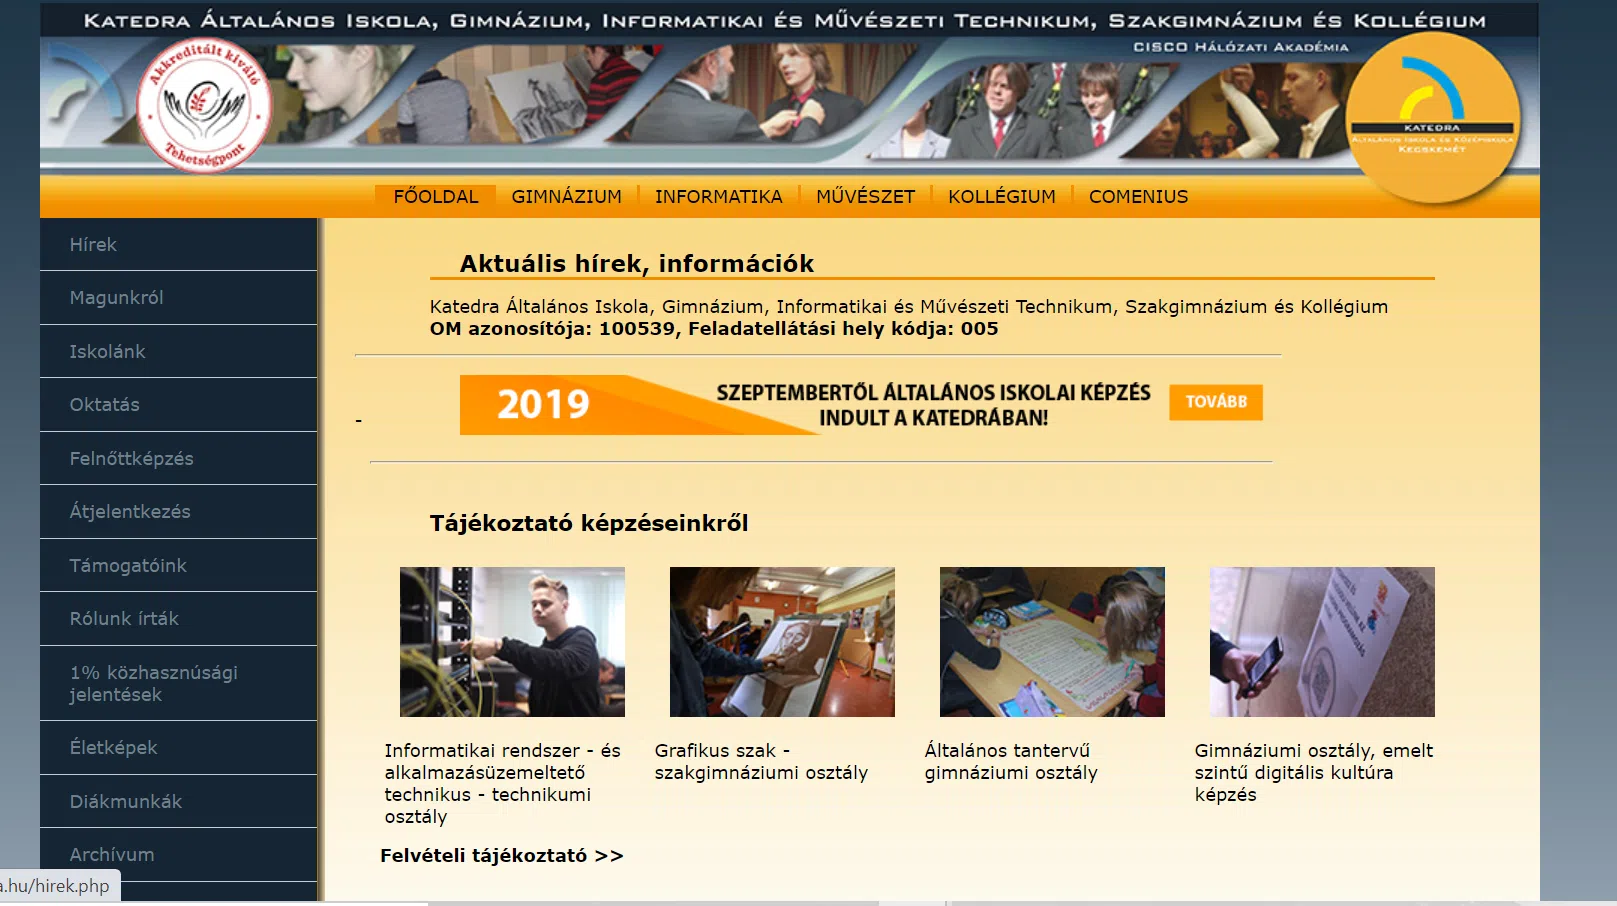 Katedra Általános Iskola, Gimnázium, Informatikai és Művészeti Technikum, Szakgimnázium és Kollégium
CISCO Hálózati Akadémia
Akkreditált kiváló
Tehetségpont
KATEDRA
Általános Iskola és Középiskola
Kecskemét
FŐOLDAL
GIMNÁZIUM
INFORMATIKA
MŰVÉSZET
KOLLÉGIUM
COMENIUS
Hírek
Magunkról
Iskolánk
Oktatás
Felnőttképzés
Átjelentkezés
Támogatóink
Rólunk írták
1% közhasznúsági
jelentések
Életképek
Diákmunkák
Archívum
a.hu/hirek.php
Aktuális hírek, információk
Katedra Általános Iskola, Gimnázium, Informatikai és Művészeti Technikum, Szakgimnázium és Kollégium
OM azonosítója: 100539, Feladatellátási hely kódja: 005
-
2019
SZEPTEMBERTŐL ÁLTALÁNOS ISKOLAI KÉPZÉS
INDULT A KATEDRÁBAN!
TOVÁBB
Tájékoztató képzéseinkről
Informatikai rendszer - és
alkalmazásüzemeltető
technikus - technikumi
osztály
Grafikus szak -
szakgimnáziumi osztály
Általános tantervű
gimnáziumi osztály
Gimnáziumi osztály, emelt
szintű digitális kultúra
képzés
Felvételi tájékoztató >>